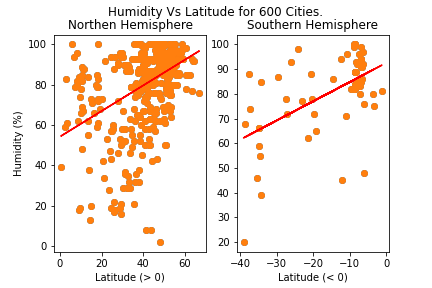 Humidity Vs Latitude for 600 Cities.
Northen Hemisphere
Southern Hemisphere
Humidity (%)
100
80
60
40
20
0
0 20 40 60
Latitude (> 0)
100
90
80
70
60
50
40
30
20
−40 −30 −20 −10 0
Latitude (< 0)